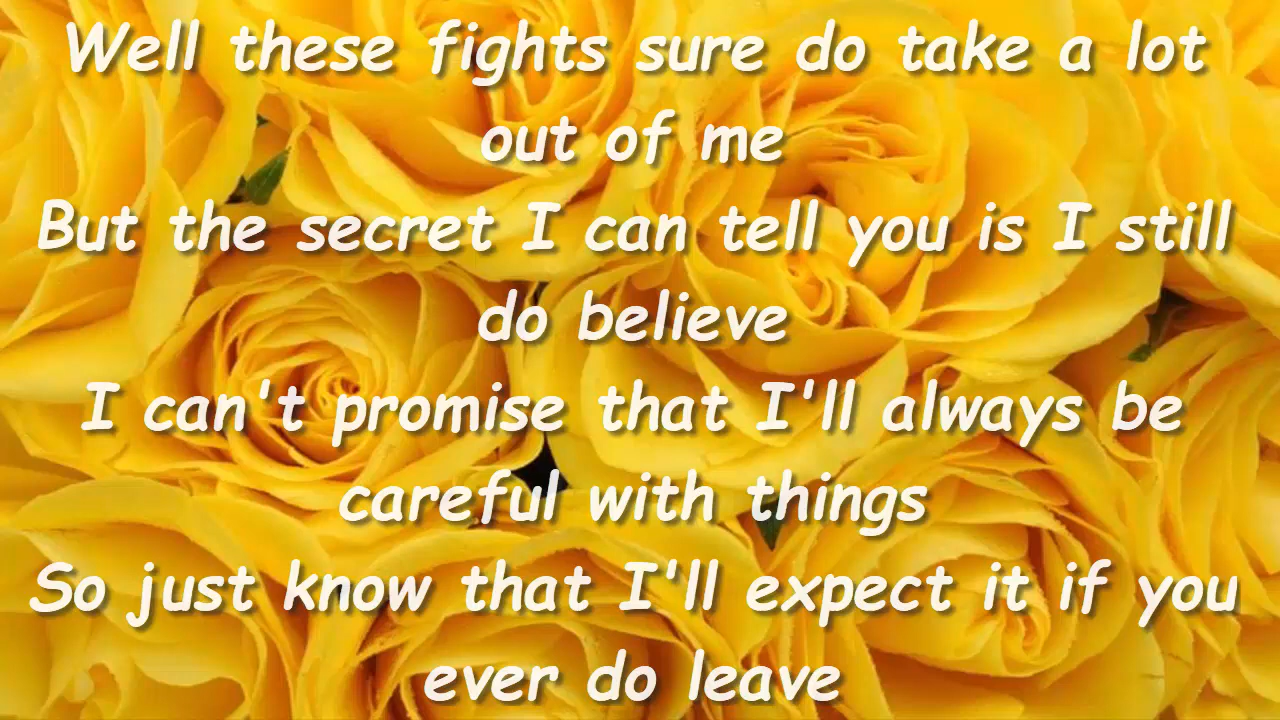 Well these fights sure do take a lot
out of me
But the secret I can tell you is I still
do believe
I can't promise that I'll always be
careful with things
So just know that I'll expect it if you
ever do leave